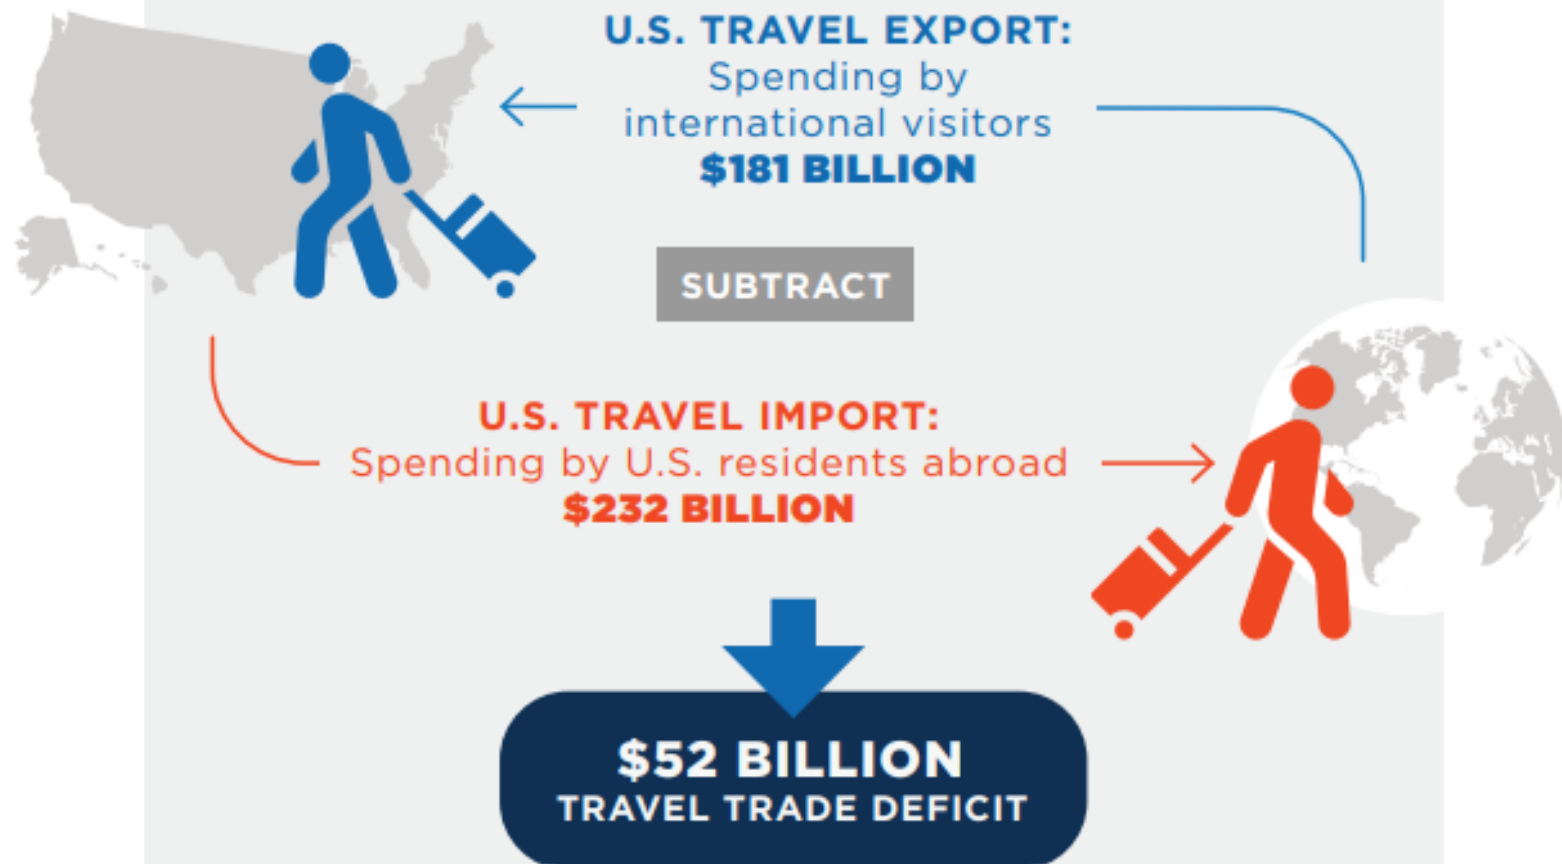 U.S. TRAVEL EXPORT:
Spending by
international visitors
$181 BILLION
SUBTRACT
U.S. TRAVEL IMPORT:
Spending by U.S. residents abroad
$232 BILLION
$52 BILLION
TRAVEL TRADE DEFICIT